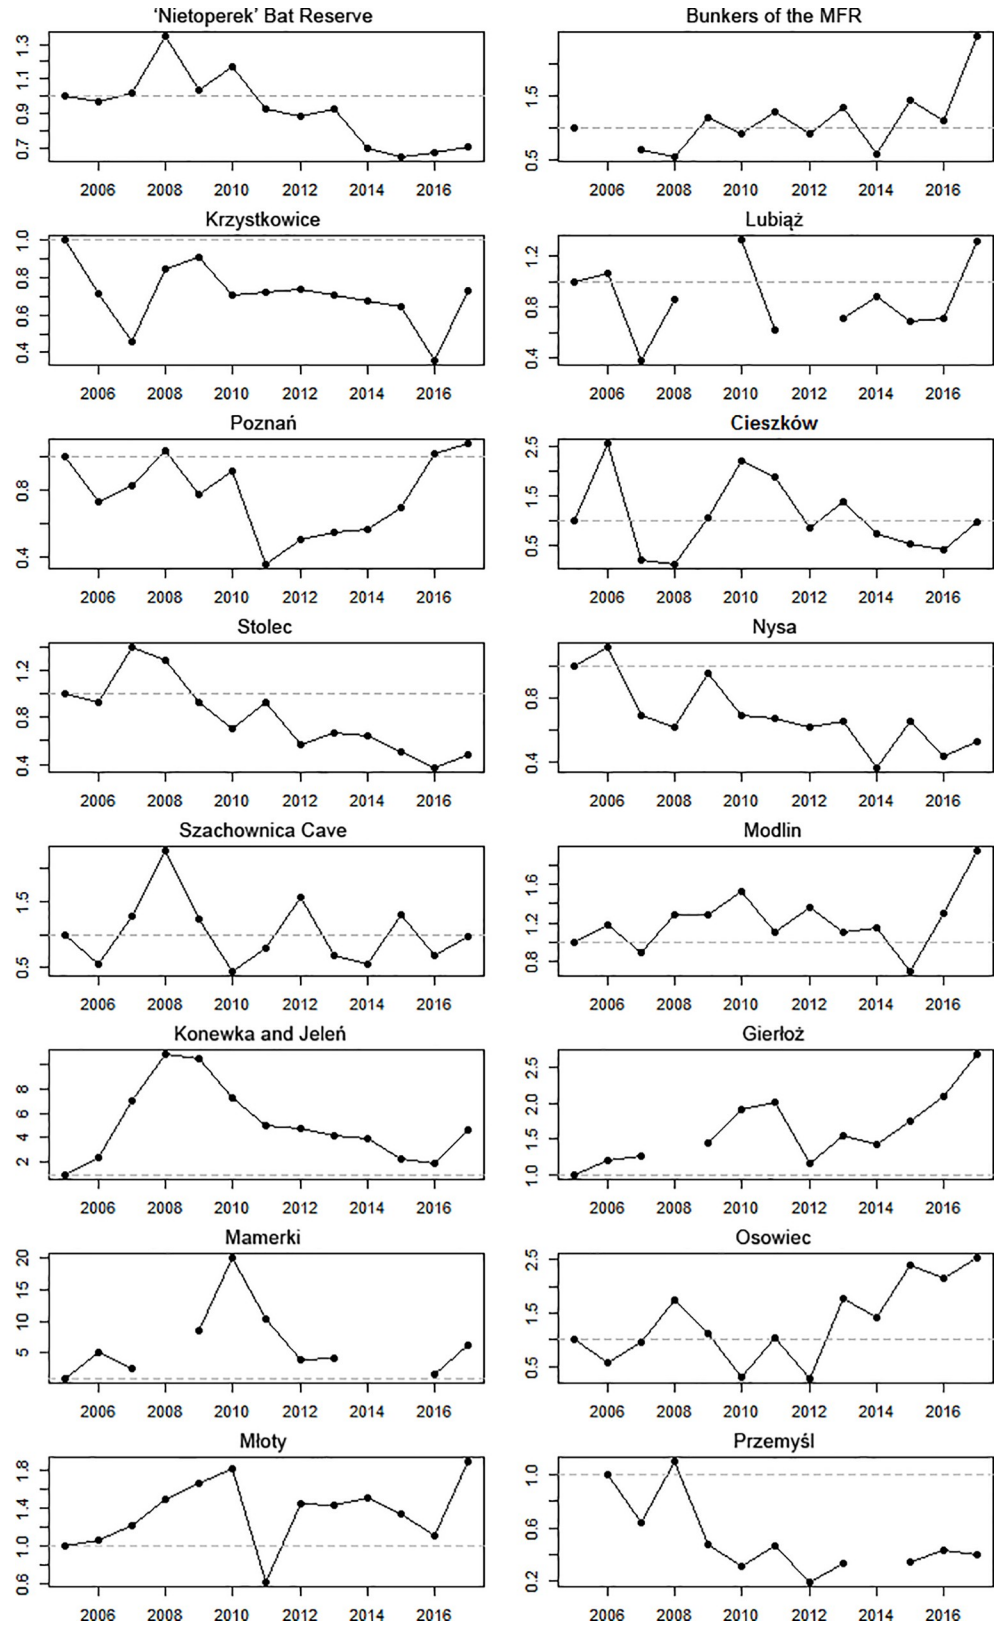 ‘Nietoperek’ Bat Reserve
1.3
1.1
0.9
0.7
2006 2008 2010 2012 2014 2016
Bunkers of the MFR
1.5
0.5
2006 2008 2010 2012 2014 2016
Krzystkowice
1.0
0.8
0.6
0.4
2006 2008 2010 2012 2014 2016
Lubiąż
1.2
0.8
0.4
2006 2008 2010 2012 2014 2016
Poznań
0.8
0.4
2006 2008 2010 2012 2014 2016
Cieszków
2.5
1.5
0.5
2006 2008 2010 2012 2014 2016
Stolec
1.2
0.8
0.4
2006 2008 2010 2012 2014 2016
Nysa
0.8
0.4
2006 2008 2010 2012 2014 2016
Szachownica Cave
1.5
0.5
2006 2008 2010 2012 2014 2016
Modlin
1.6
1.2
0.8
2006 2008 2010 2012 2014 2016
Konewka and Jeleń
8
6
4
2
2006 2008 2010 2012 2014 2016
Gierłoż
2.5
2.0
1.5
1.0
2006 2008 2010 2012 2014 2016
Mamerki
20
15
10
5
2006 2008 2010 2012 2014 2016
Osowiec
2.5
1.5
0.5
2006 2008 2010 2012 2014 2016
Młoty
1.8
1.4
1.0
0.6
2006 2008 2010 2012 2014 2016
Przemyśl
1.0
0.6
0.2
2006 2008 2010 2012 2014 2016